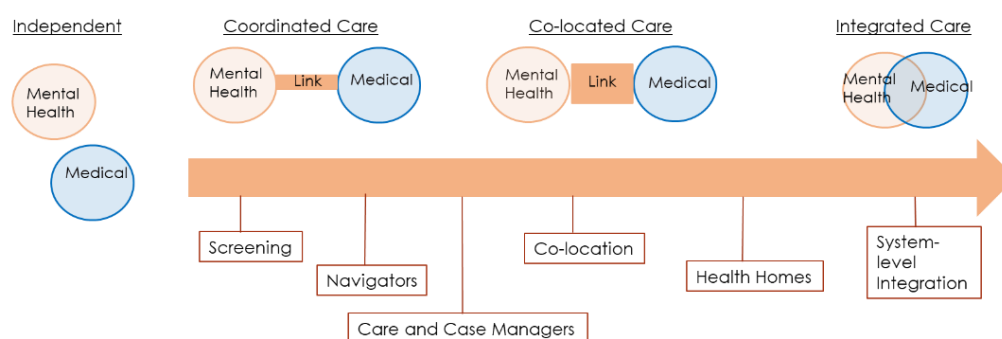 Independent
Coordinated Care
Co-located Care
Integrated Care
Mental
Health
Medical
Mental
Health
Link
Medical
Mental
Health
Link
Medical
Mental
Health
Medical
Screening
Navigators
Care and Case Managers
Co-location
Health Homes
System-
level
Integration